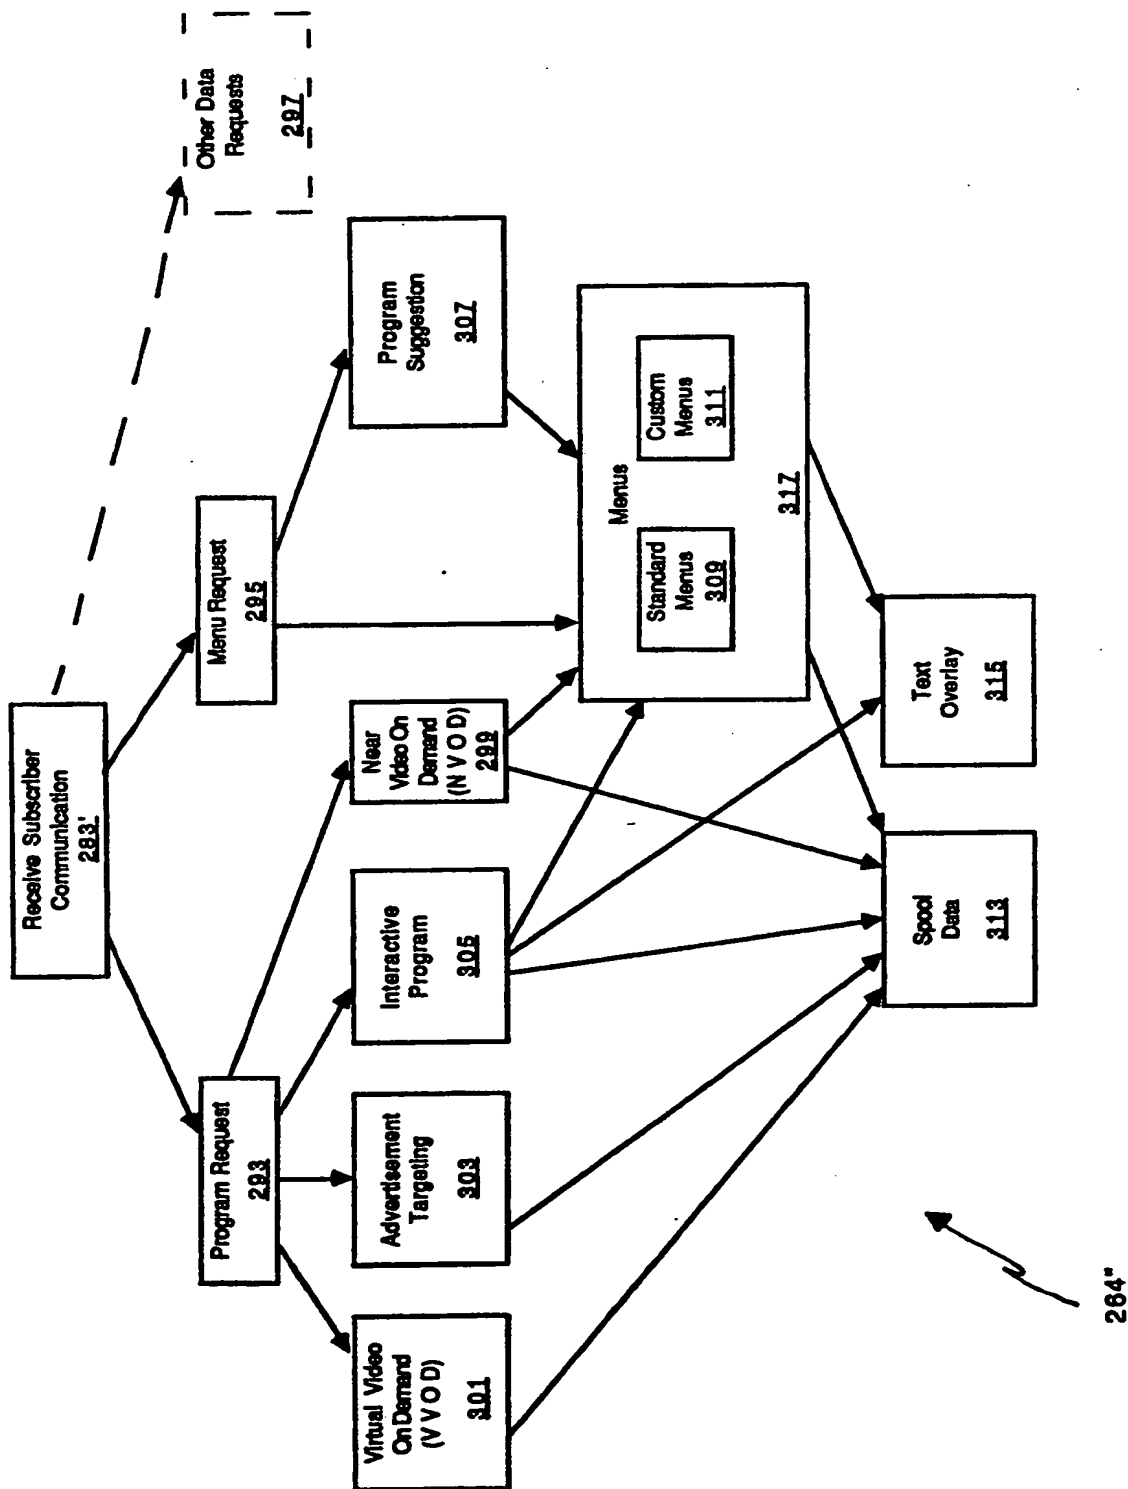 Receive Subscriber
Communication
283'
Other Data
Requests
297
Program Request
293
Menu Request
295
Virtual Video
On Demand
(V V O D)
301
Advertisement
Targeting
303
Interactive
Program
305
Near
Video On
Demand
(N V O D)
299
Program
Suggestion
307
Menus
Standard
Menus
309
Custom
Menus
311
317
Spool
Data
313
Text
Overlay
315
264"